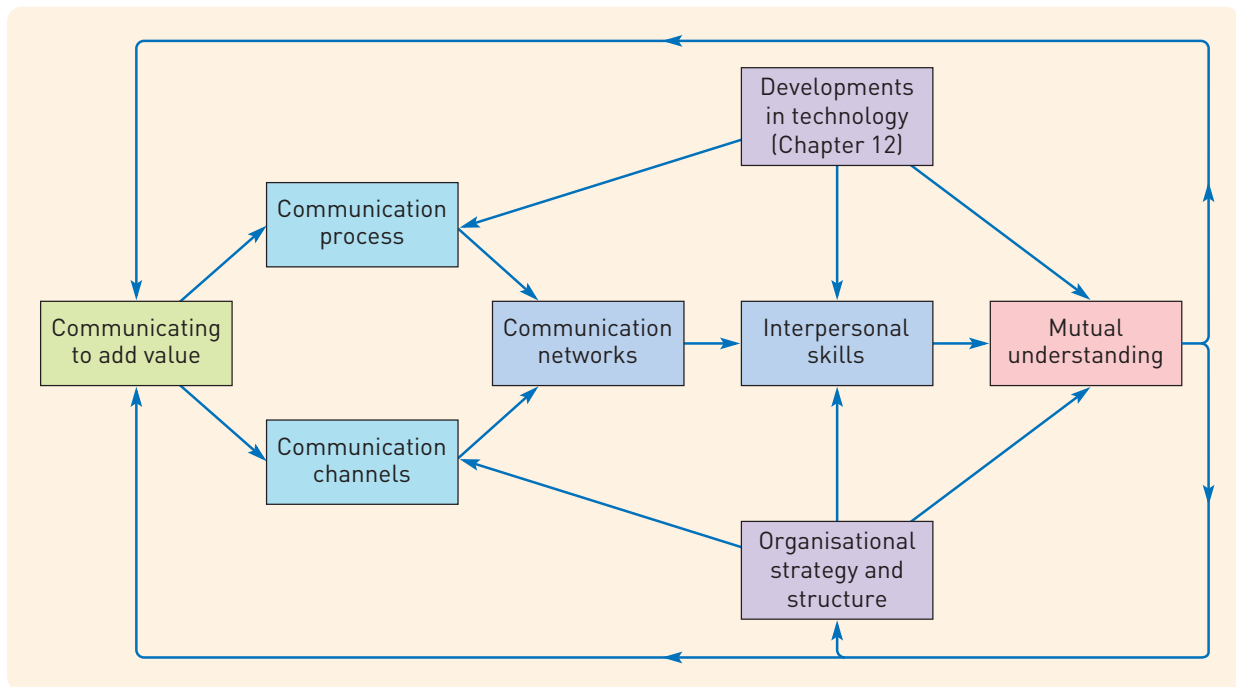 Developments
in technology
(Chapter 12)
Communication
process
Communicating
to add value
Communication
networks
Interpersonal
skills
Mutual
understanding
Communication
channels
Organisational
strategy and
structure